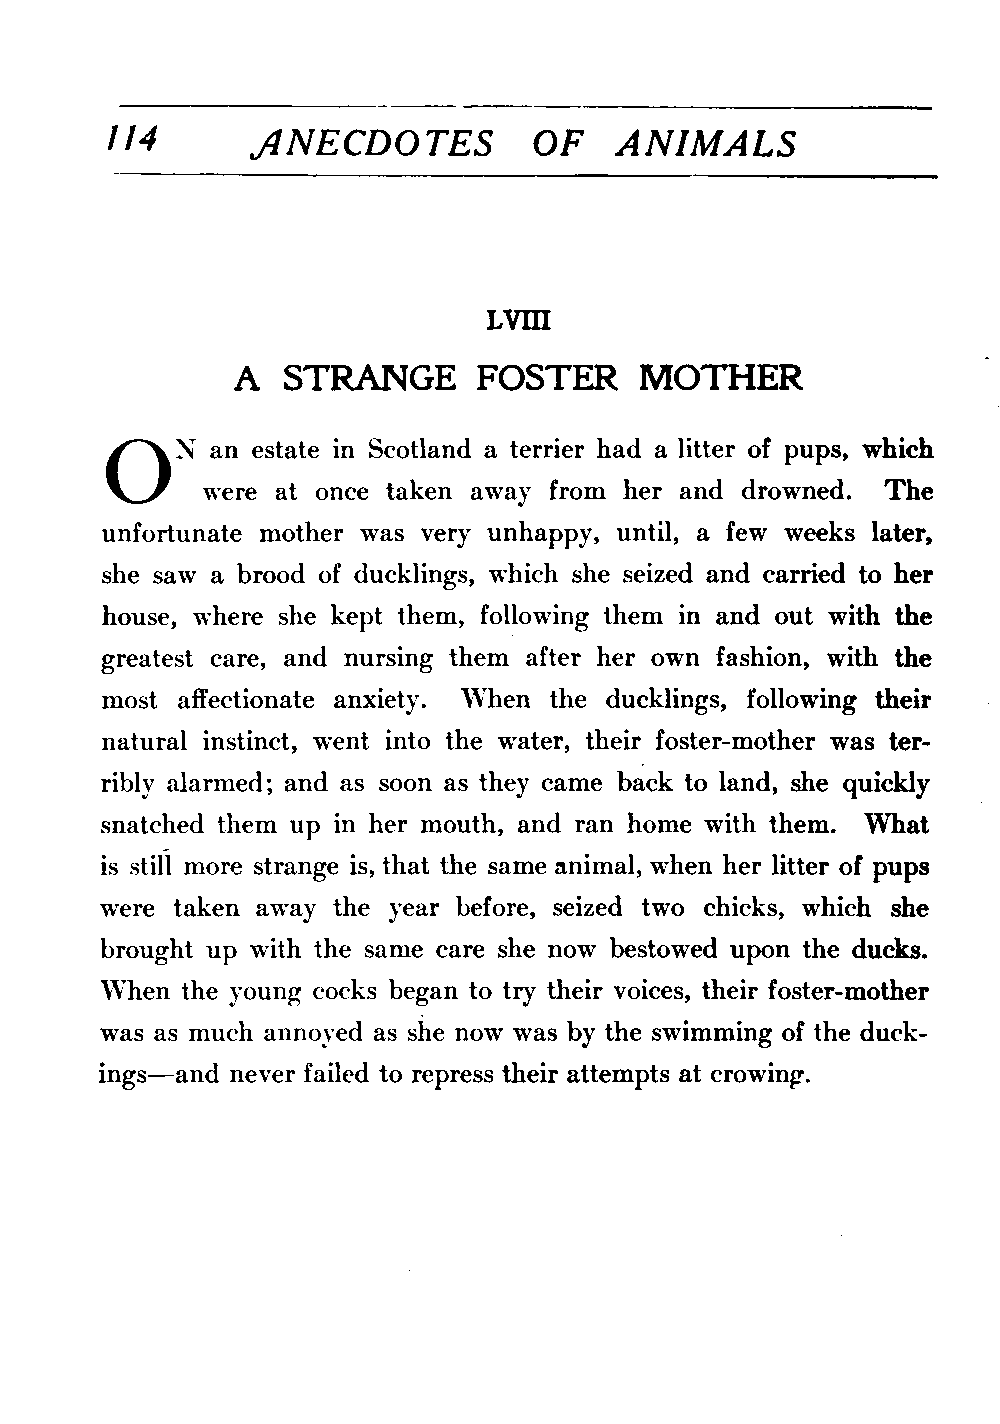 114 ANECDOTES OF ANIMALS
LVIII
A STRANGE FOSTER MOTHER
ON an estate in Scotland a terrier had a litter of pups, which
were at once taken away from her and drowned. The
unfortunate mother was very unhappy, until, a few weeks later,
she saw a brood of ducklings, which she seized and carried to her
house, where she kept them, following them in and out with the
greatest care, and nursing them after her own fashion, with the
most affectionate anxiety. When the ducklings, following their
natural instinct, went into the water, their foster-mother was ter-
ribly alarmed; and as soon as they came back to land, she quickly
snatched them up in her mouth, and ran home with them. What
is still more strange is, that the same animal, when her litter of pups
were taken away the year before, seized two chicks, which she
brought up with the same care she now bestowed upon the ducks.
When the young cocks began to try their voices, their foster-mother
was as much annoyed as she now was by the swimming of the duck-
ings—and never failed to repress their attempts at crowing.